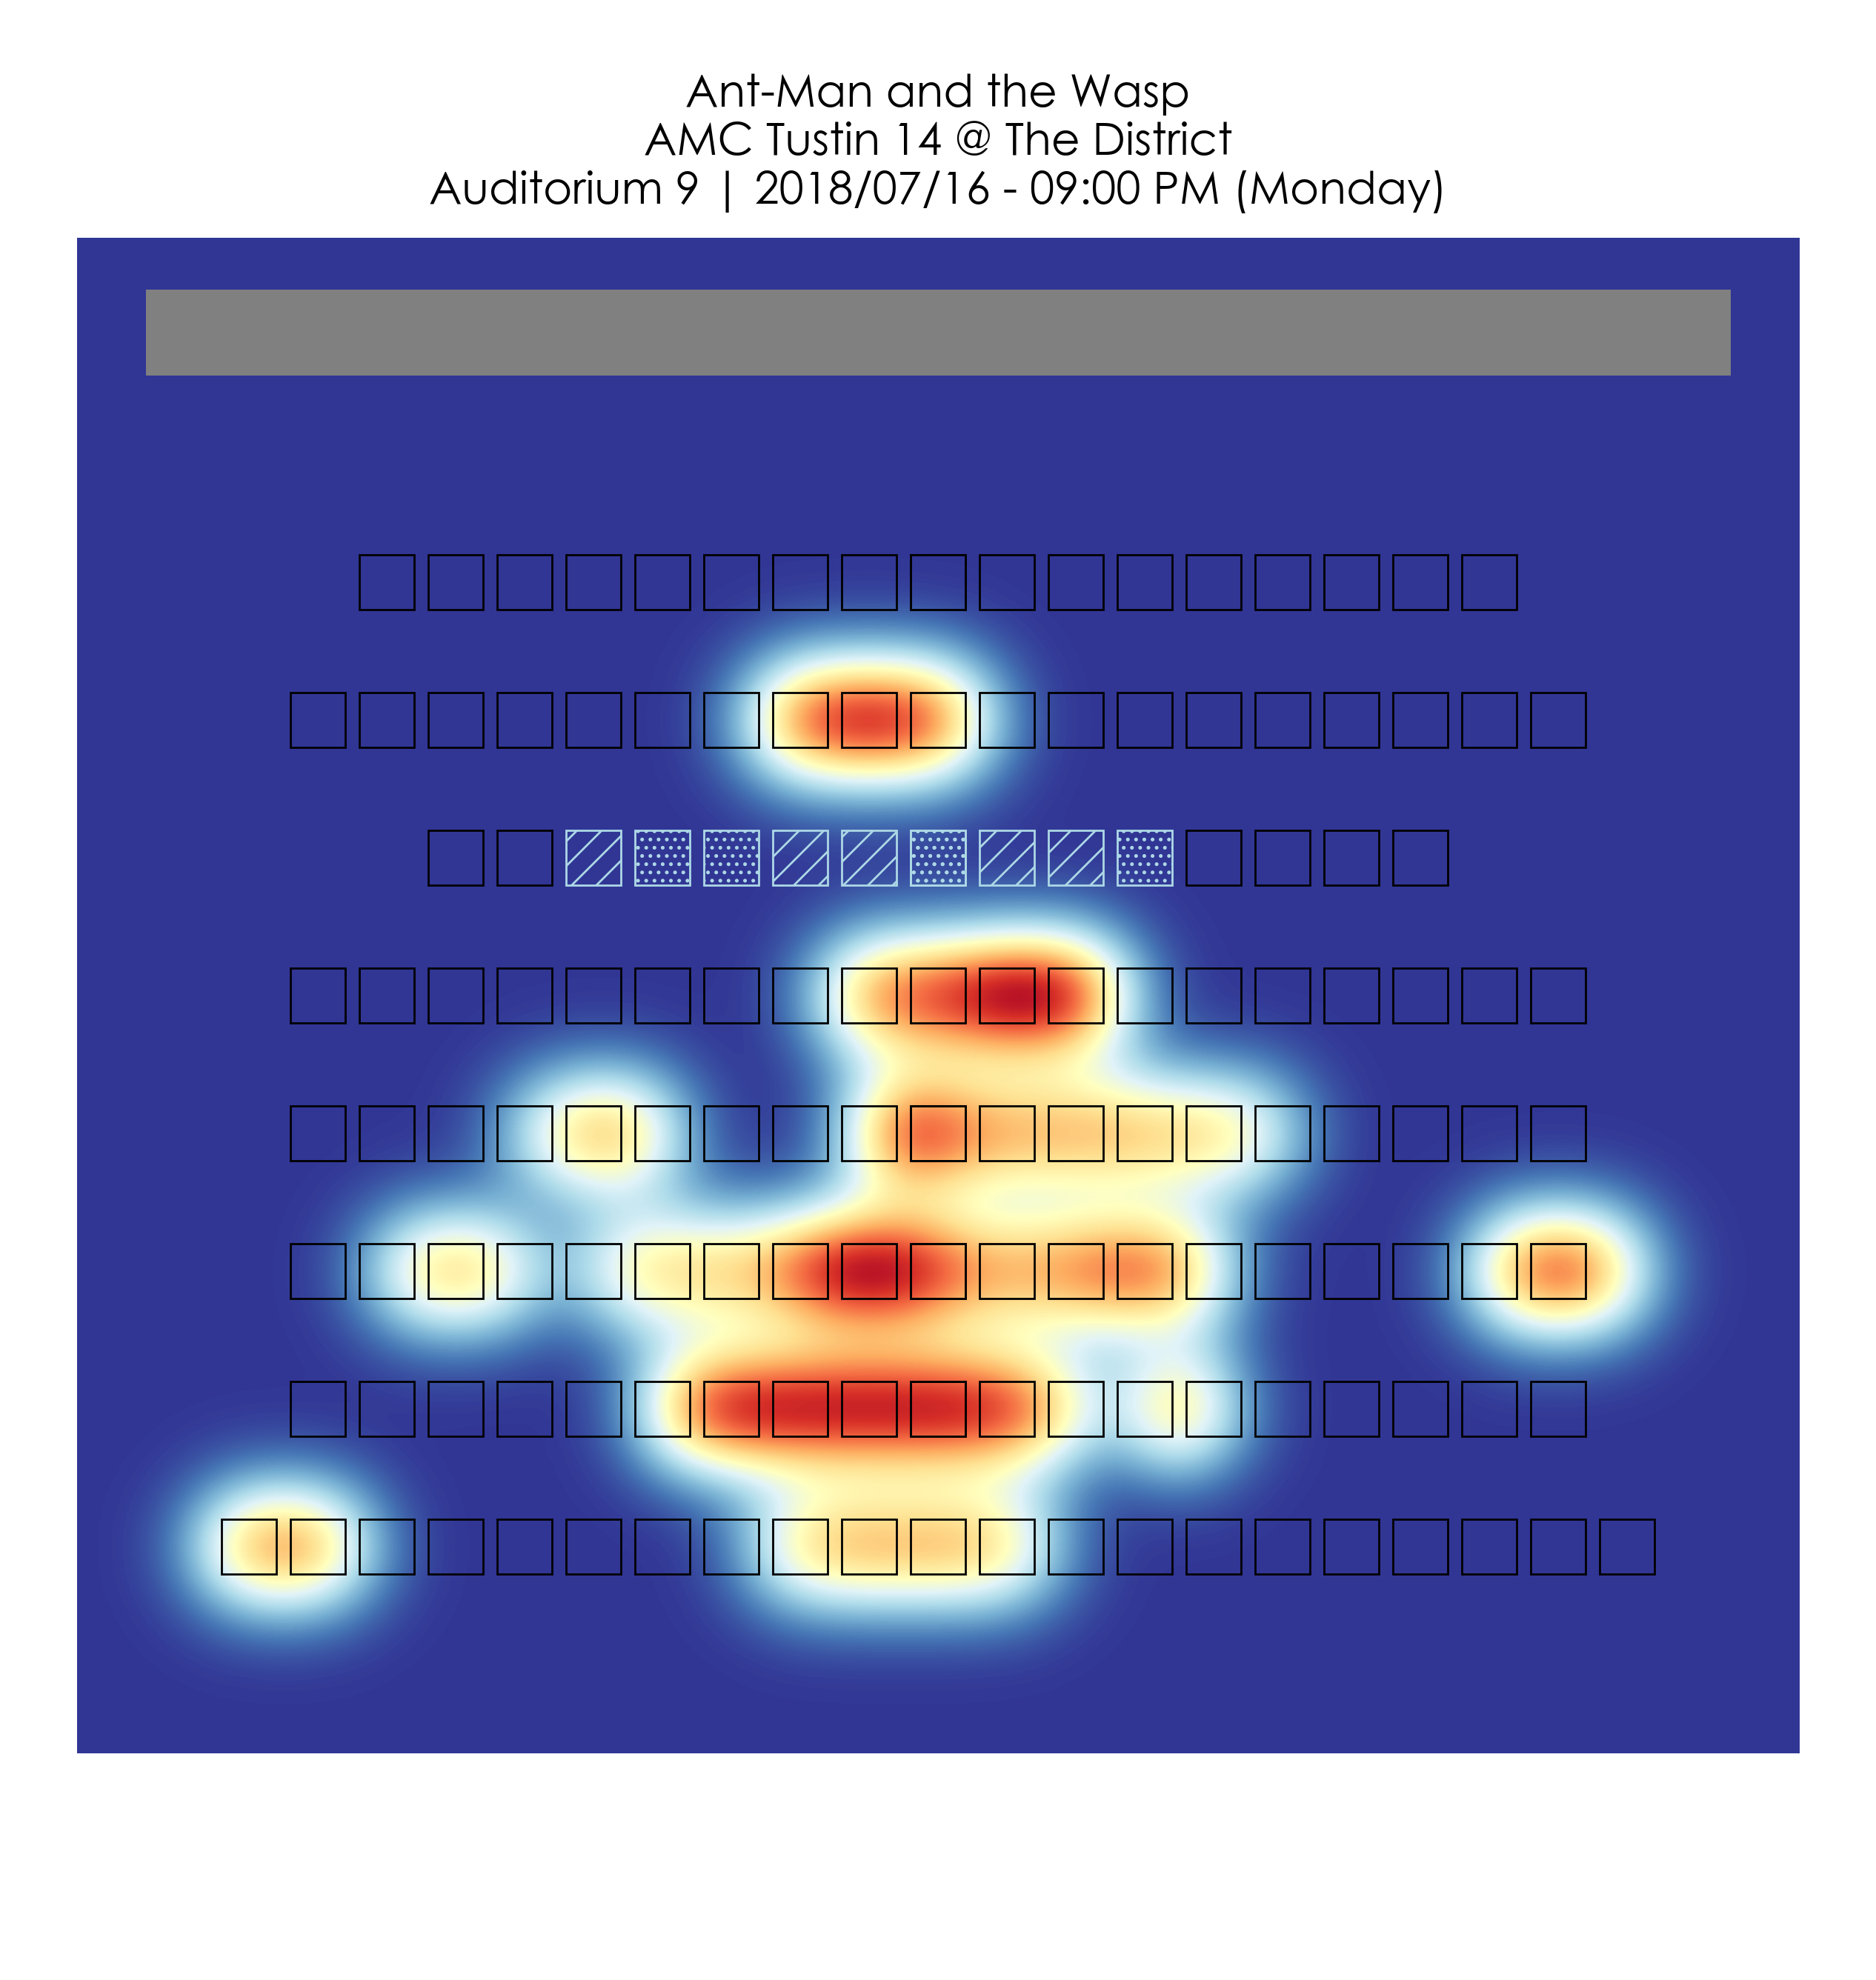 Ant-Man and the Wasp
AMC Tustin 14 @ The District
Auditorium 9 | 2018/07/16 - 09:00 PM (Monday)